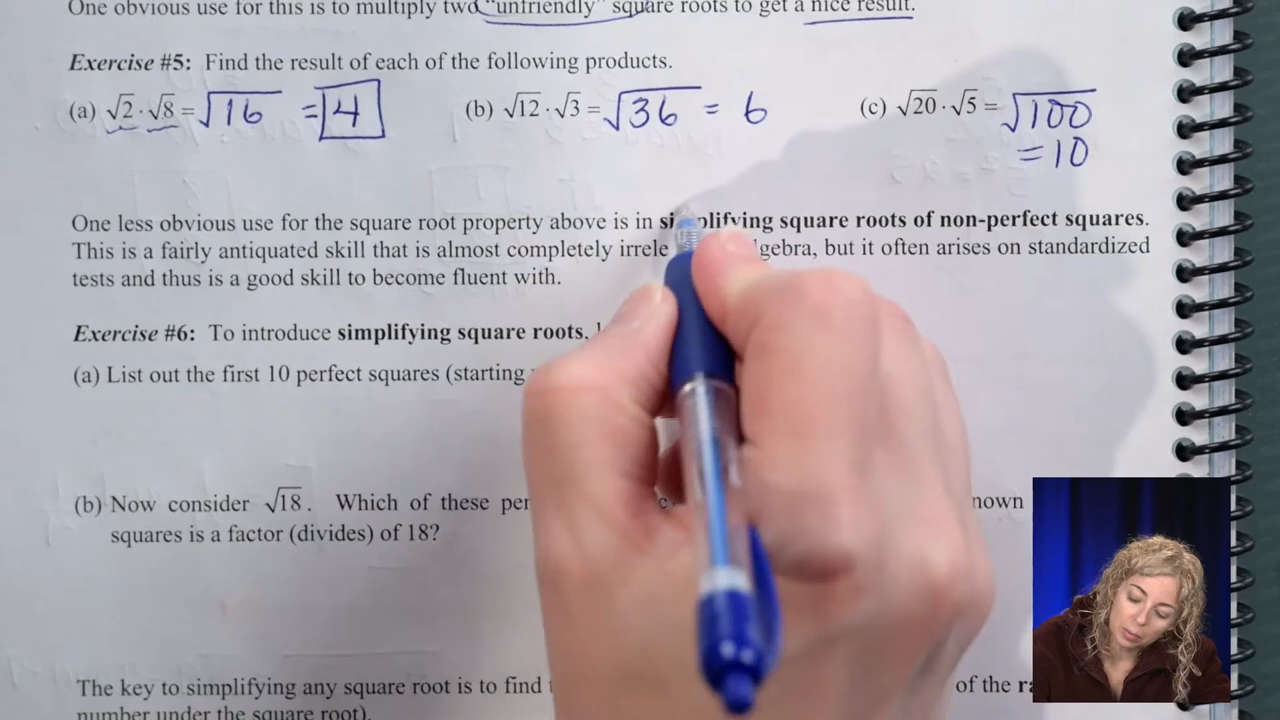 One obvious use for this is to multiply two "unfriendly" square roots to get a nice result.
Exercise #5: Find the result of each of the following products.
(a) √2 · √8 = √16 = 4 (b) √12 · √3 = √36 = 6 (c) √20 · √5 = √100
= 10
One less obvious use for the square root property above is in simplifying square roots of non-perfect squares.
This is a fairly antiquated skill that is almost completely irrele gebra, but it often arises on standardized
tests and thus is a good skill to become fluent with.
Exercise #6: To introduce simplifying square roots,
(a) List out the first 10 perfect squares (starting
(b) Now consider √18. Which of these per nown
squares is a factor (divides) of 18?
The key to simplifying any square root is to find of the
number under the square root).